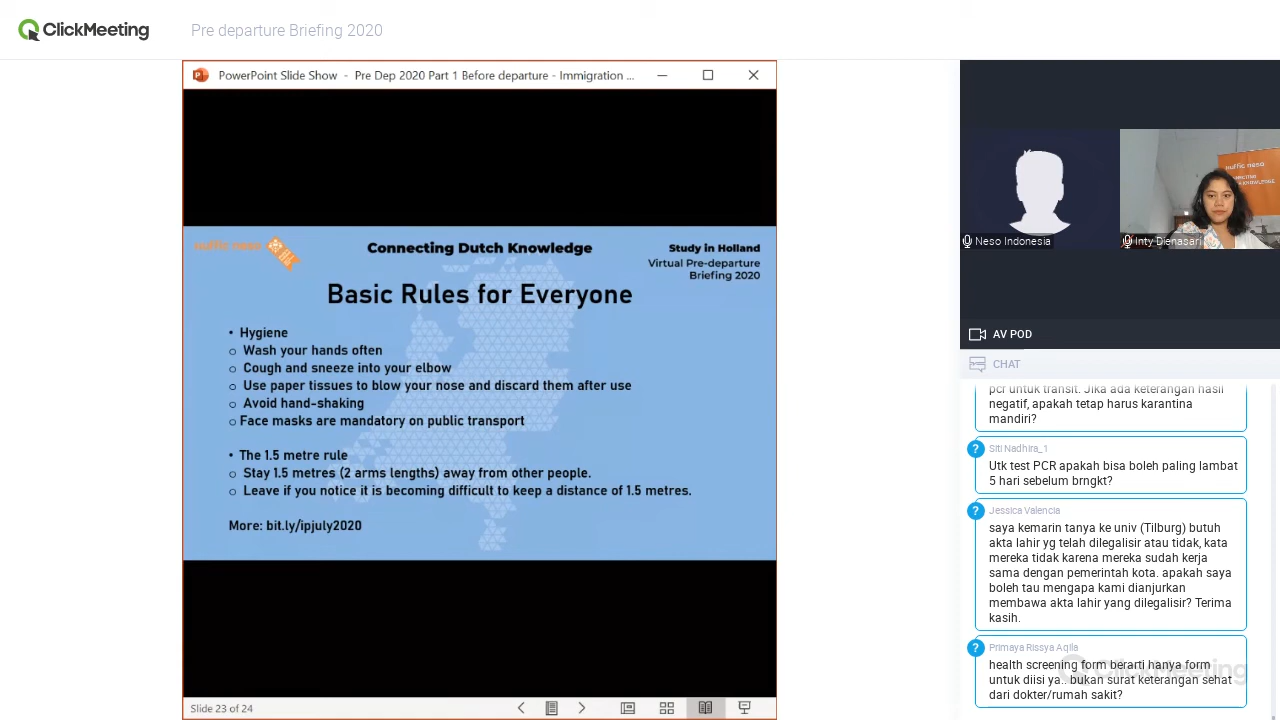 ClickMeeting
Pre departure Briefing 2020
PowerPoint Slide Show - Pre Dep 2020 Part 1 Before departure - Immigration ...
nuffic neso
Connecting Dutch Knowledge
Study in Holland
Virtual Pre-departure
Briefing 2020
Basic Rules for Everyone
• Hygiene
o Wash your hands often
o Cough and sneeze into your elbow
o Use paper tissues to blow your nose and discard them after use
o Avoid hand-shaking
o Face masks are mandatory on public transport
• The 1.5 metre rule
o Stay 1.5 metres (2 arms lengths) away from other people.
o Leave if you notice it is becoming difficult to keep a distance of 1.5 metres.
More: bit.ly/ipjuly2020
Slide 23 of 24
nuffic neso
KNOWLEDGE
Neso Indonesia
Inty Dienasari
AV POD
CHAT
pcr untuk transit. Jika ada keterangan hasil
negatif, apakah tetap harus karantina
mandiri?
? Siti Nadhira_1
Utk test PCR apakah bisa boleh paling lambat
5 hari sebelum brngkt?
? Jessica Valencia
saya kemarin tanya ke univ (Tilburg) butuh
akta lahir yg telah dilegalisir atau tidak, kata
mereka tidak karena mereka sudah kerja
sama dengan pemerintah kota. apakah saya
boleh tau mengapa kami dianjurkan
membawa akta lahir yang dilegalisir? Terima
kasih.
? Primaya Rissya Aqila
health screening form berarti hanya form
untuk diisi ya.. bukan surat keterangan sehat
dari dokter/rumah sakit?
ClickMeeting